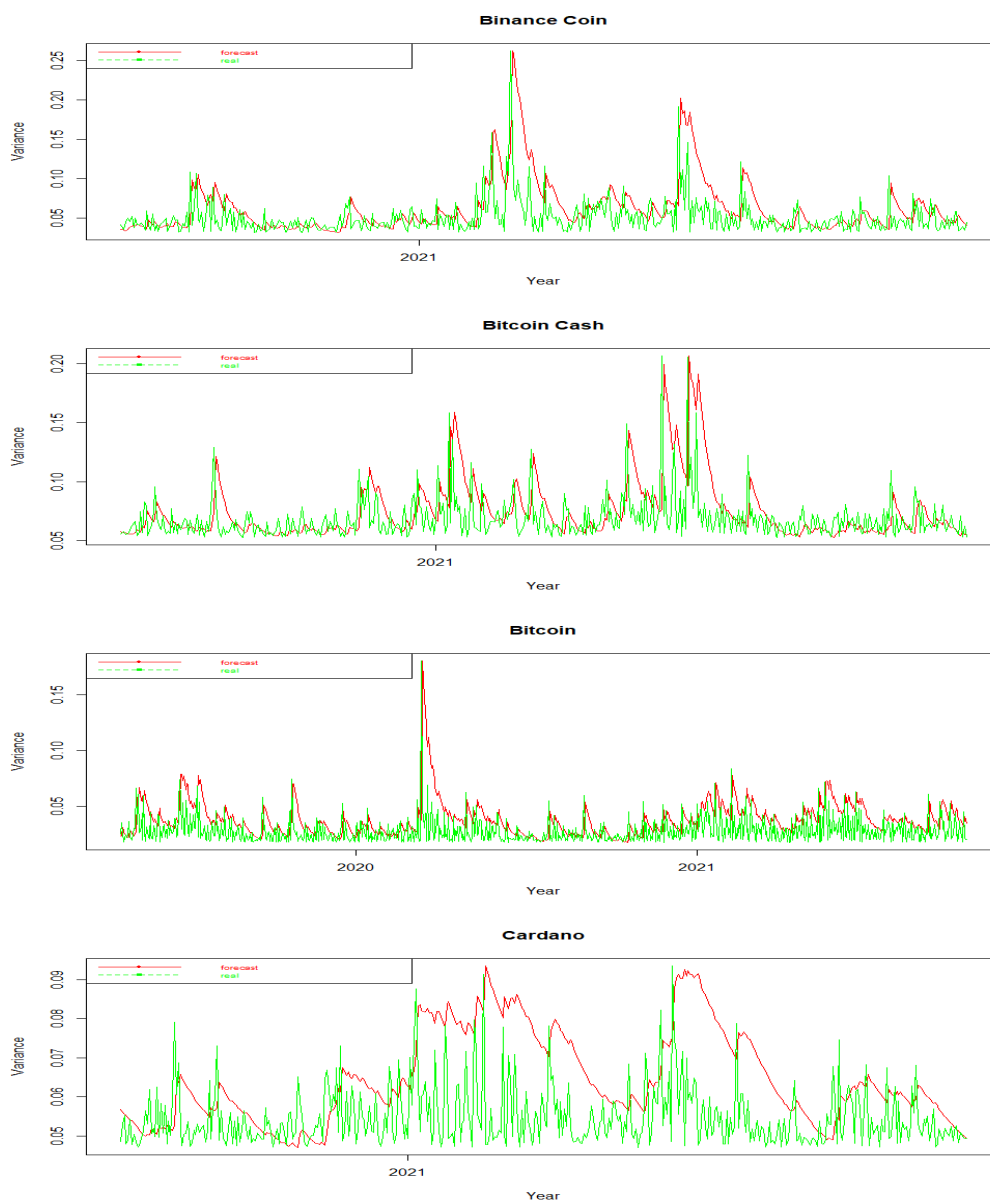 Binance Coin
forecast
real
0.25
0.20
0.15
0.10
0.05
Variance
2021
Year
Bitcoin Cash
forecast
real
0.20
0.15
0.10
0.05
Variance
2021
Year
Bitcoin
forecast
real
0.15
0.10
0.05
Variance
2020 2021
Year
Cardano
forecast
real
0.09
0.08
0.07
0.06
0.05
Variance
2021
Year